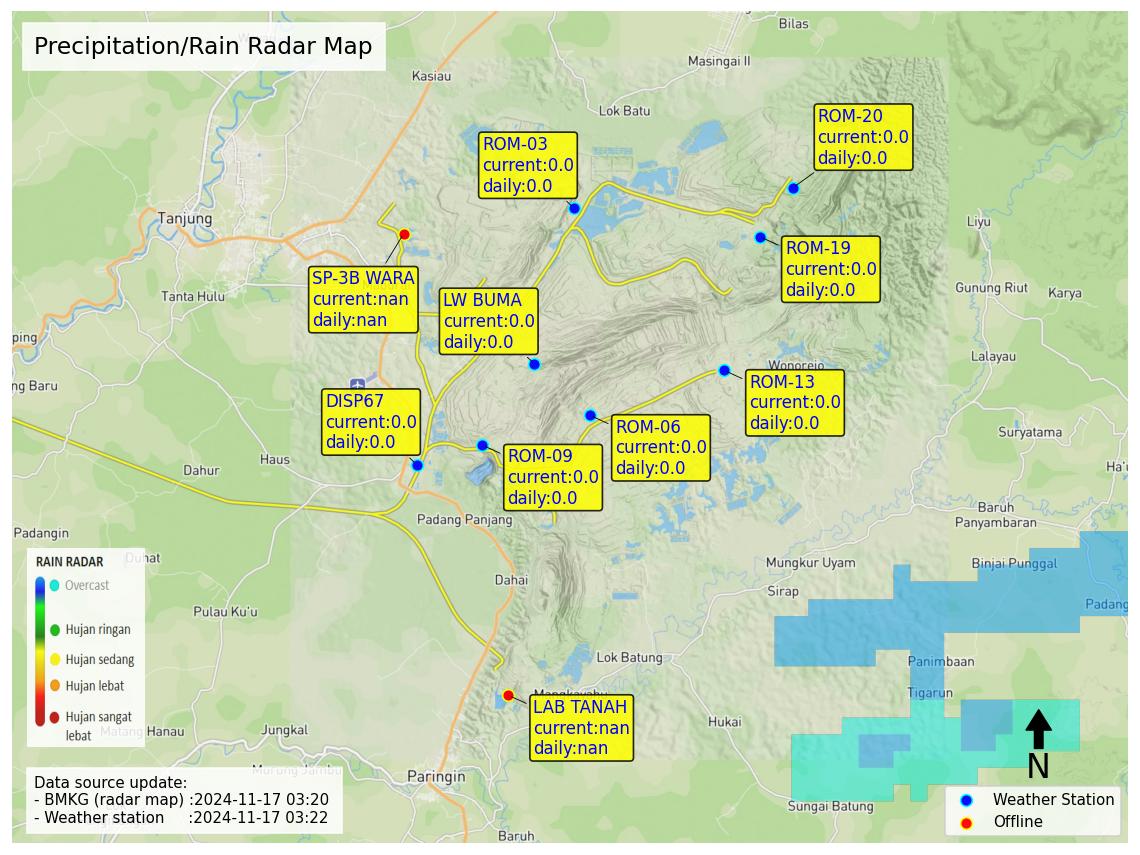 Precipitation/Rain Radar Map
Bilas
Masingai II
Kasiau
Lok Batu
ROM-20
current:0.0
daily:0.0
ROM-03
current:0.0
daily:0.0
Tanjung
Liyu
ROM-19
current:0.0
daily:0.0
SP-3B WARA
current:nan
daily:nan
Tanta Hulu
LW BUMA
current:0.0
daily:0.0
Gunung Riut
Karya
ping
Lalayau
Wonorejo
ng Baru
ROM-13
current:0.0
daily:0.0
DISP67
current:0.0
daily:0.0
ROM-06
current:0.0
daily:0.0
Suryatama
ROM-09
current:0.0
daily:0.0
Haus
Dahur
Ha'u
Baruh
Panyambaran
Padang Panjang
Padangin
RAIN RADAR
Overcast
Hujan ringan
Hujan sedang
Hujan lebat
Hujan sangat
lebat
Duhat
Mungkur Uyam
Binjai Punggal
Dahai
Sirap
Padang
Pulau Ku'u
Lok Batung
Panimbaan
Tigarun
Mangkayahu
LAB TANAH
current:nan
daily:nan
Hukai
Matang Hanau
Jungkal
Murung Jambu
Paringin
N
Sungai Batung
Baruh
Data source update:
- BMKG (radar map) :2024-11-17 03:20
- Weather station :2024-11-17 03:22
Weather Station
Offline